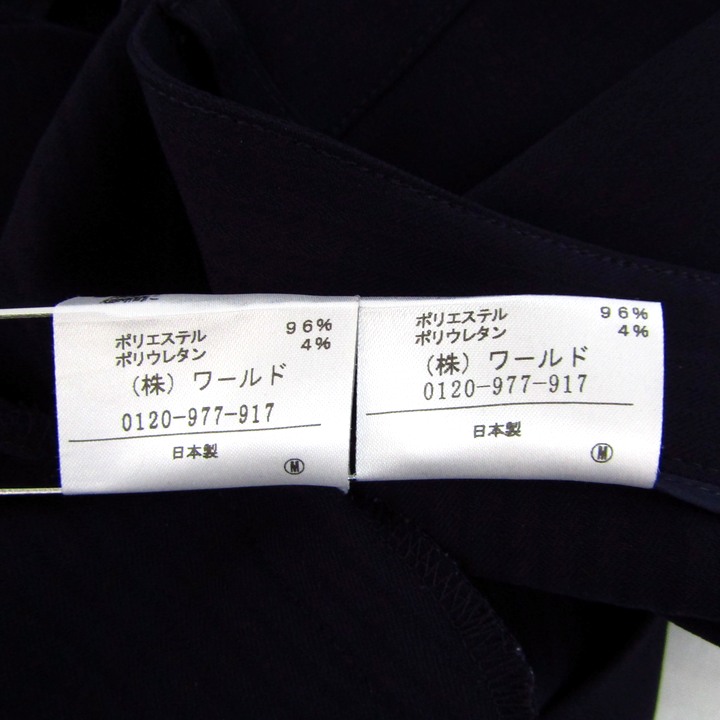 ポリエステル 96%
ポリウレタン 4%
(株) ワールド
0120-977-917
日本製
M
ポリエステル 96%
ポリウレタン 4%
(株) ワールド
0120-977-917
日本製
M